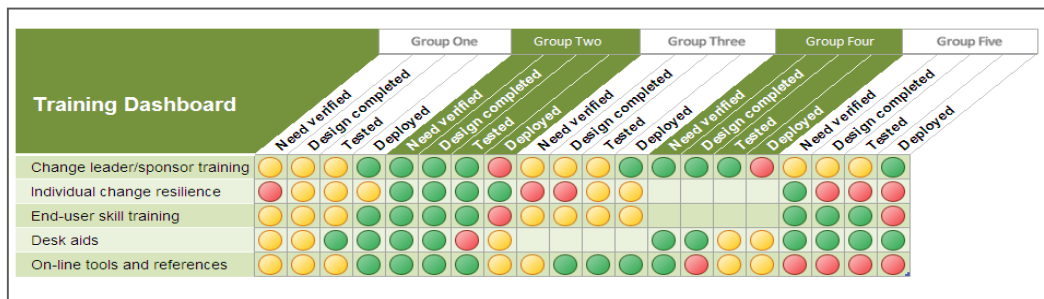 Group One Group Two Group Three Group Four Group Five
Training Dashboard
Need verified Design completed Tested Deployed Need verified Design completed Tested Deployed Need verified Design completed Tested Deployed Need verified Design completed Tested Deployed Need verified Design completed Tested Deployed
Change leader/sponsor training
Individual change resilience
End-user skill training
Desk aids
On-line tools and references